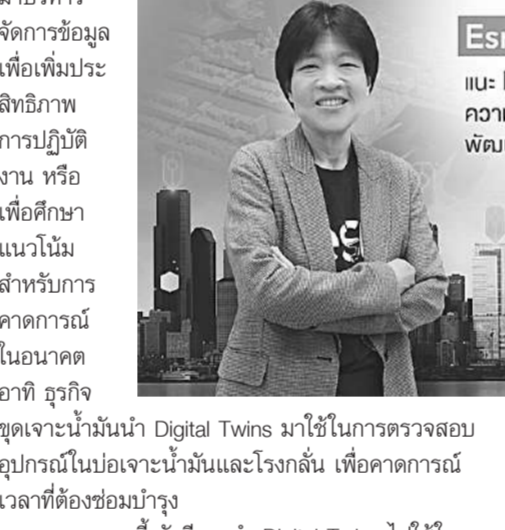 จัดการข้อมูล
เพื่อเพิ่มประ
สิทธิภาพ
การปฏิบัติ
งาน หรือ
เพื่อศึกษา
แนวโน้ม
สำหรับการ
คาดการณ์
ในอนาคต
อาทิ ธุรกิจ
ขุดเจาะน้ำมันนำ Digital Twins มาใช้ในการตรวจสอบ
อุปกรณ์ในบ่อเจาะน้ำมันและโรงกลั่น เพื่อคาดการณ์
เวลาที่ต้องซ่อมบำรุง
Esr
แนะ
ความ
พัฒ